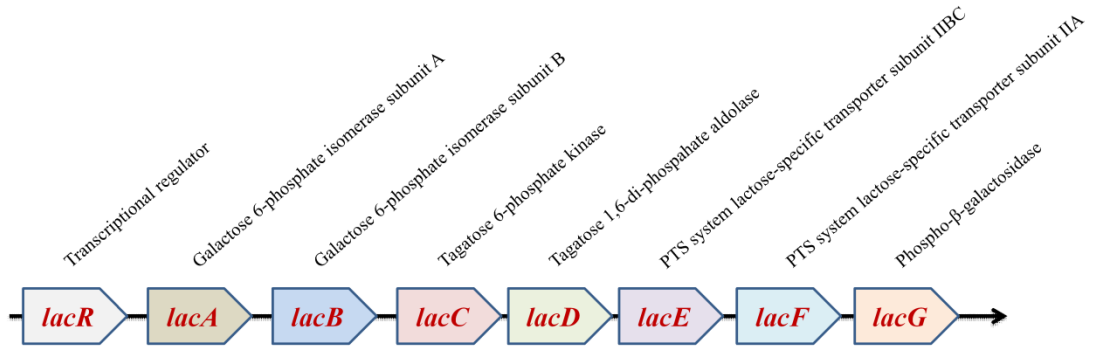 Transcriptional regulator
Galactose 6-phosphate isomerase subunit A
Galactose 6-phosphate isomerase subunit B
Tagatose 6-phosphate kinase
Tagatose 1,6-di-phospahate aldolase
PTS system lactose-specific transporter subunit IIBC
PTS system lactose-specific transporter subunit IIA
Phospho-β-galactosidase
lacR
lacA
lacB
lacC
lacD
lacE
lacF
lacG